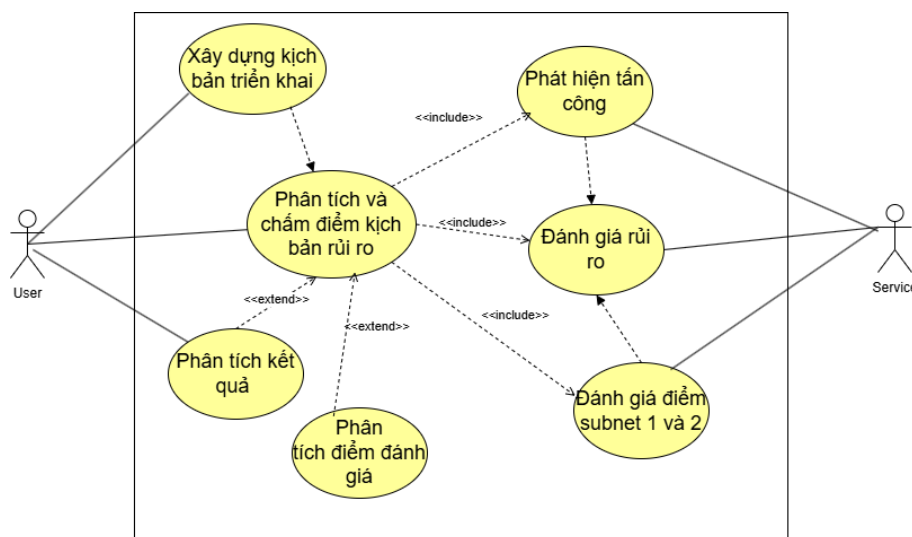 Xây dựng kịch
bản triển khai
Phát hiện tấn
công
<<include>>
Phân tích và
chấm điểm kịch
bản rủi ro
<<include>>
Đánh giá rủi
ro
User
Service
<<extend>>
<<extend>>
<<include>>
Phân tích kết
quả
Đánh giá điểm
subnet 1 và 2
Phân
tích điểm đánh
giá